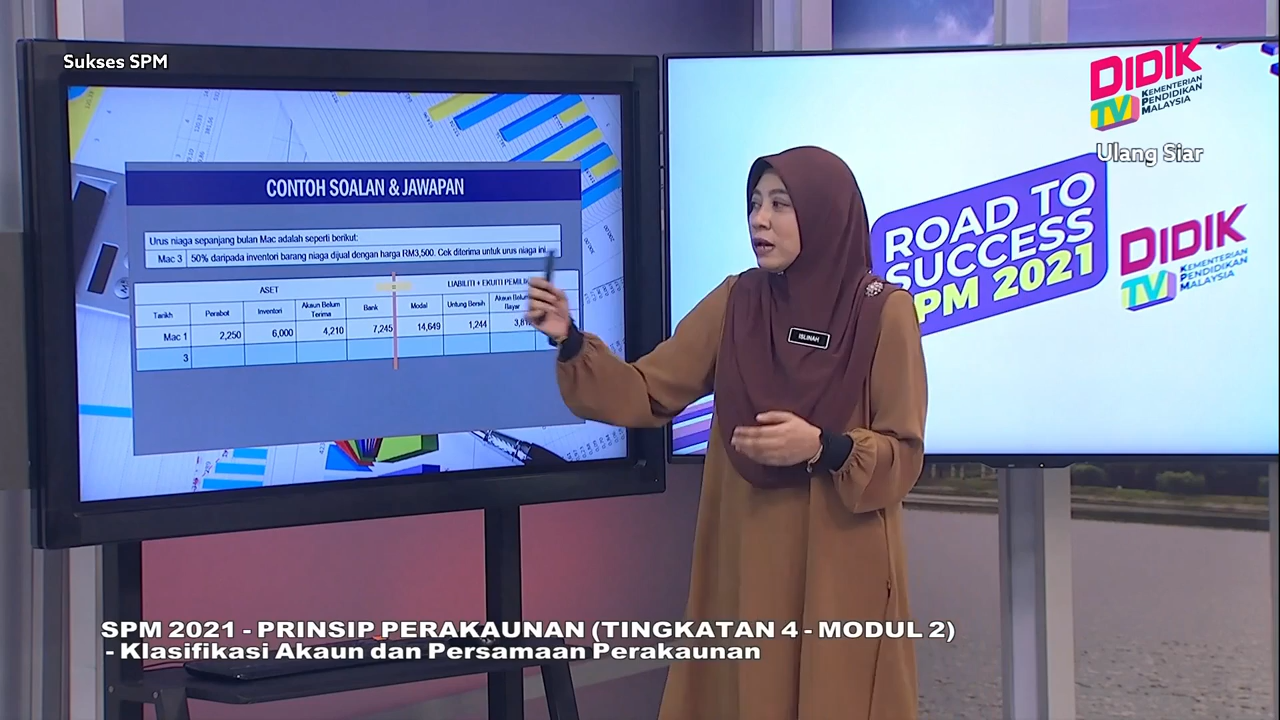 Sukses SPM
DIDIK
TV
KEMENTERIAN
PENDIDIKAN
MALAYSIA
Ulang Siar
CONTOH SOALAN & JAWAPAN
Urus niaga sepanjang bulan Mac adalah seperti berikut:
Mac 3 50% daripada inventori barang niaga dijual dengan harga RM3,500. Cek diterima untuk urus niaga ini
ASET LIABILITI + EKUITI
Tarikh Perabot Inventori Akaun Belum Terima Bank Modal Untung Bersih Akaun Belum Bayar
Mac 1 2,250 6,000 4,210 7,245 14,649 1,244
3
ROAD TO
SUCCESS
SPM 2021
DIDIK
TV
KEMENTERIAN
PENDIDIKAN
MALAYSIA
ISLINAH
SPM 2021 - PRINSIP PERAKAUNAN (TINGKATAN 4 - MODUL 2)
- Klasifikasi Akaun dan Persamaan Perakaunan